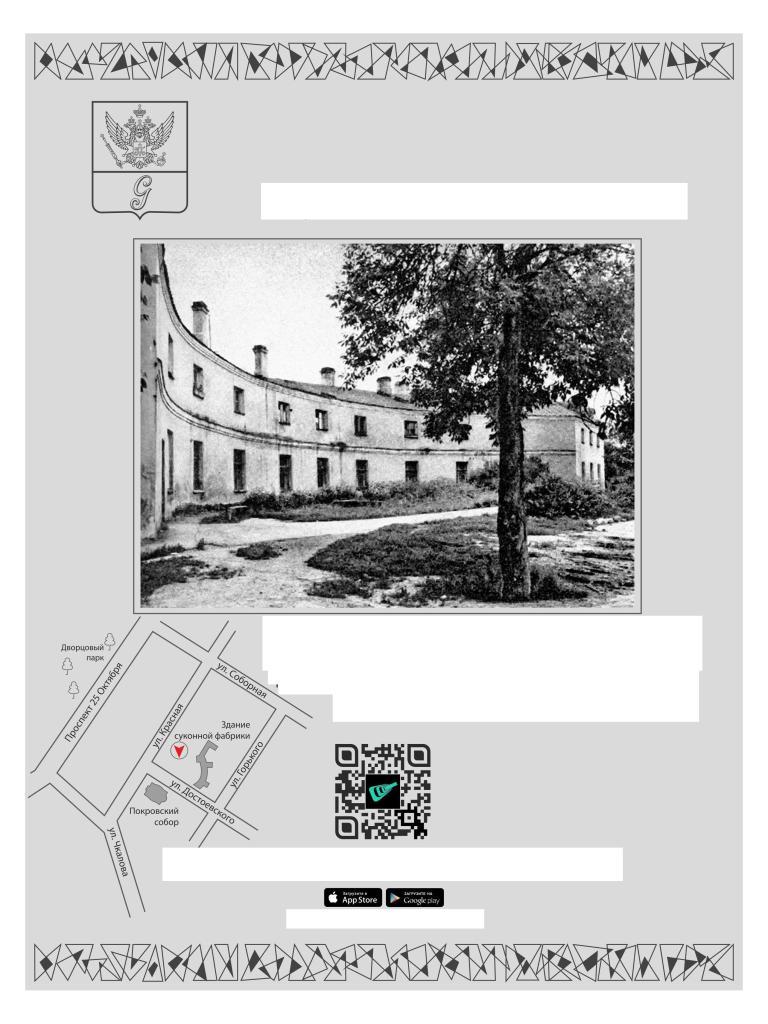 G
Дворцовый
парк
Проспект 25 Октября
ул. Соборная
ул. Красная
Здание
суконной фабрики
ул. Горького
ул. Достоевского
Покровский
собор
ул. Чкалова
Загрузите в
App Store
ЗАГРУЗИТЕ НА
Google play